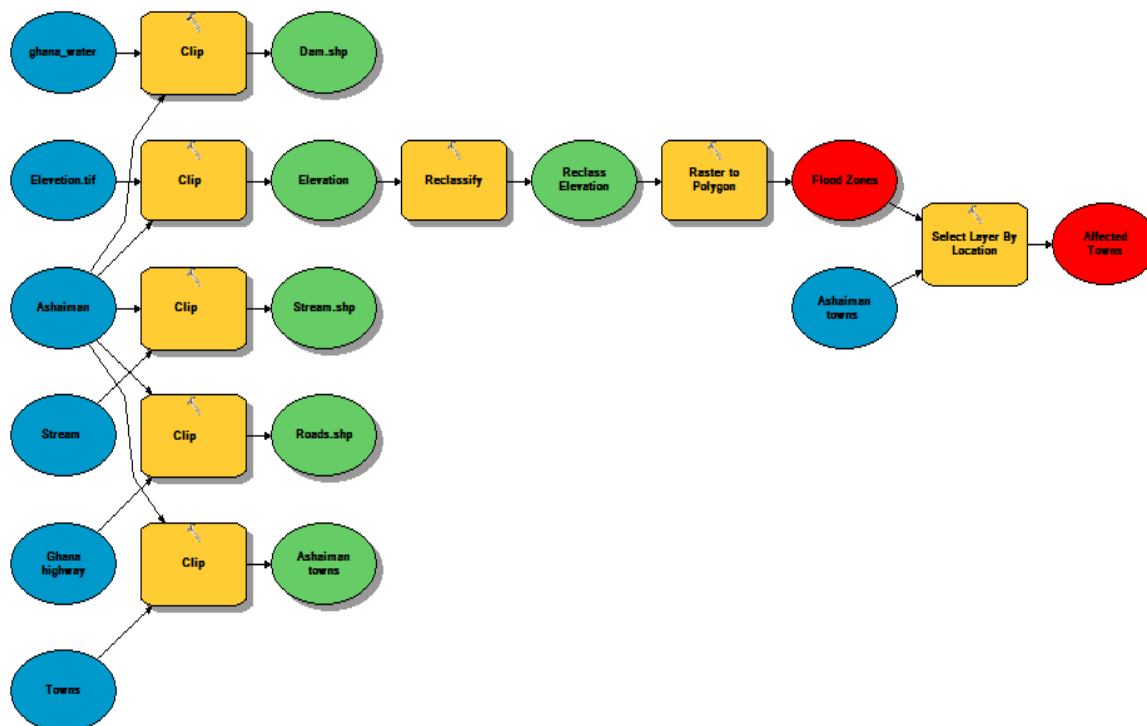 ghana_water
Clip
Dam.shp
Elevetion.tif
Clip
Elevation
Reclassify
Reclass
Elevation
Raster to
Polygon
Flood Zones
Select Layer By
Location
Affected
Towns
Ashaiman
Clip
Stream.shp
Ashaiman
towns
Stream
Clip
Roads.shp
Ghana
highway
Clip
Ashaiman
towns
Towns